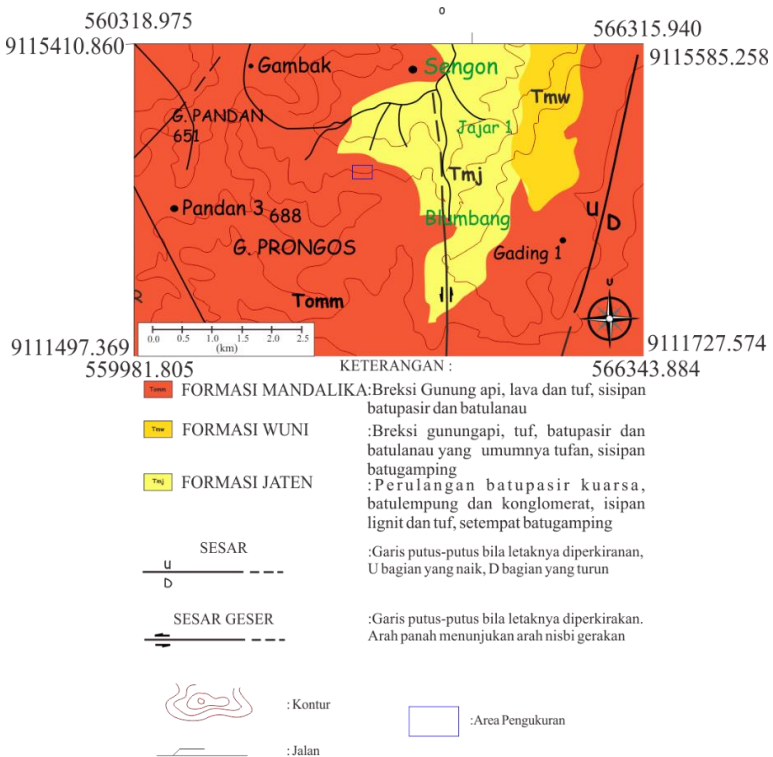 o
560318.975
566315.940
9115410.860
9115585.258
Gambak
Sengon
Tmw
G. PANDAN
651
Jajar 1
Tmj
Pandan 3 688
Blumbang
U
D
G. PRONGOS
Gading 1
R
Tomm
U
0.0 0.5 1.0 1.5 2.0 2.5
(km)
9111497.369
9111727.574
559981.805
566343.884
KETERANGAN :
Tomm FORMASI MANDALIKA :Breksi Gunung api, lava dan tuf, sisipan
batupasir dan batulanau
Tmw FORMASI WUNI :Breksi gunungapi, tuf, batupasir dan
batulanau yang umumnya tufan, sisipan
batugamping
Tmj FORMASI JATEN :Perulangan batupasir kuarsa,
batulempung dan konglomerat, isipan
lignit dan tuf, setempat batugamping
SESAR :Garis putus-putus bila letaknya diperkiranan,
U
D
U bagian yang naik, D bagian yang turun
SESAR GESER :Garis putus-putus bila letaknya diperkirakan.
Arah panah menunjukan arah nisbi gerakan
:Kontur
:Area Pengukuran
:Jalan